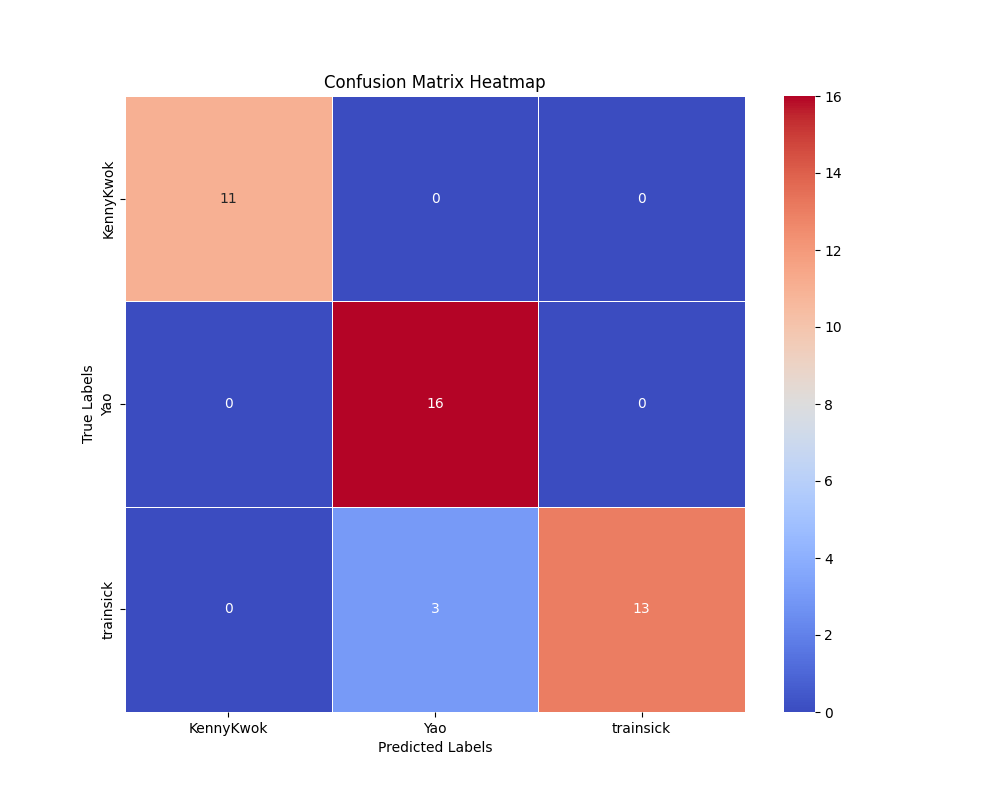 Confusion Matrix Heatmap
True Labels
KennyKwok
11 0 0
Yao
0 16 0
trainsick
0 3 13
KennyKwok Yao trainsick
Predicted Labels
16
14
12
10
8
6
4
2
0